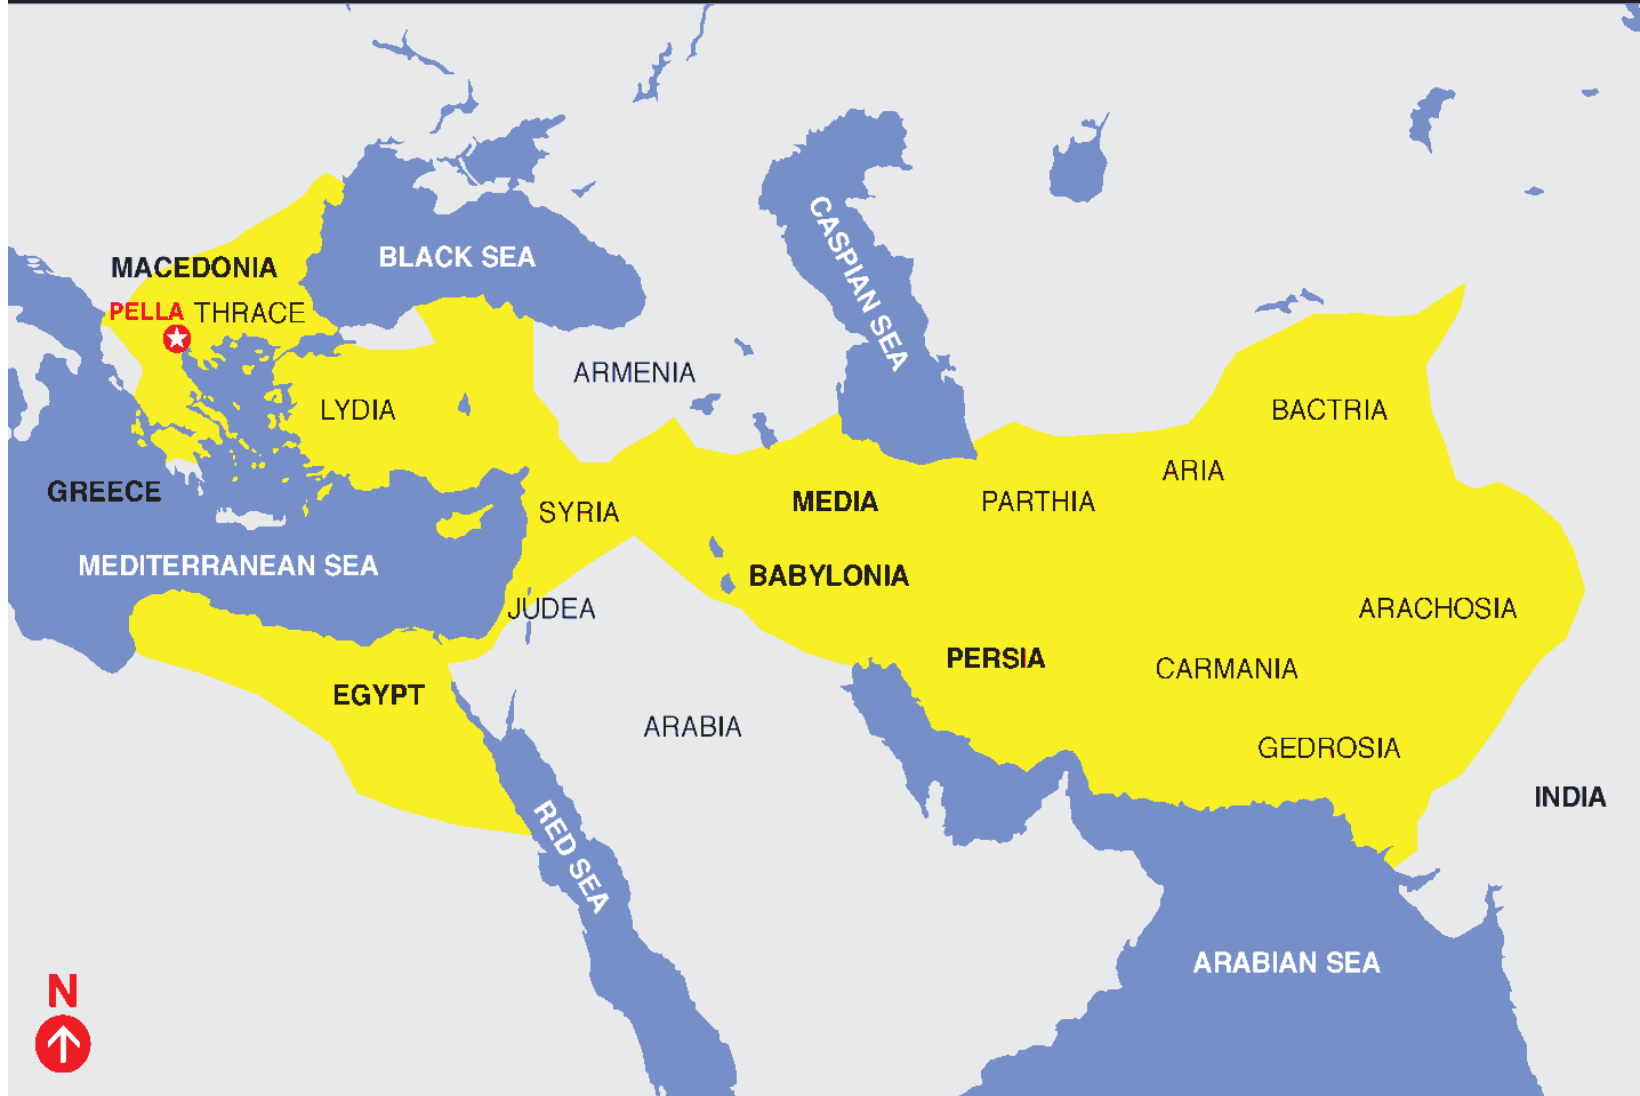 BLACK SEA
CASPIAN SEA
MACEDONIA
PELLA
THRACE
ARMENIA
LYDIA
BACTRIA
ARIA
GREECE
SYRIA
MEDIA
PARTHIA
MEDITERRANEAN SEA
BABYLONIA
JUDEA
ARACHOSIA
PERSIA
CARMANIA
EGYPT
ARABIA
GEDROSIA
INDIA
RED SEA
ARABIAN SEA
N